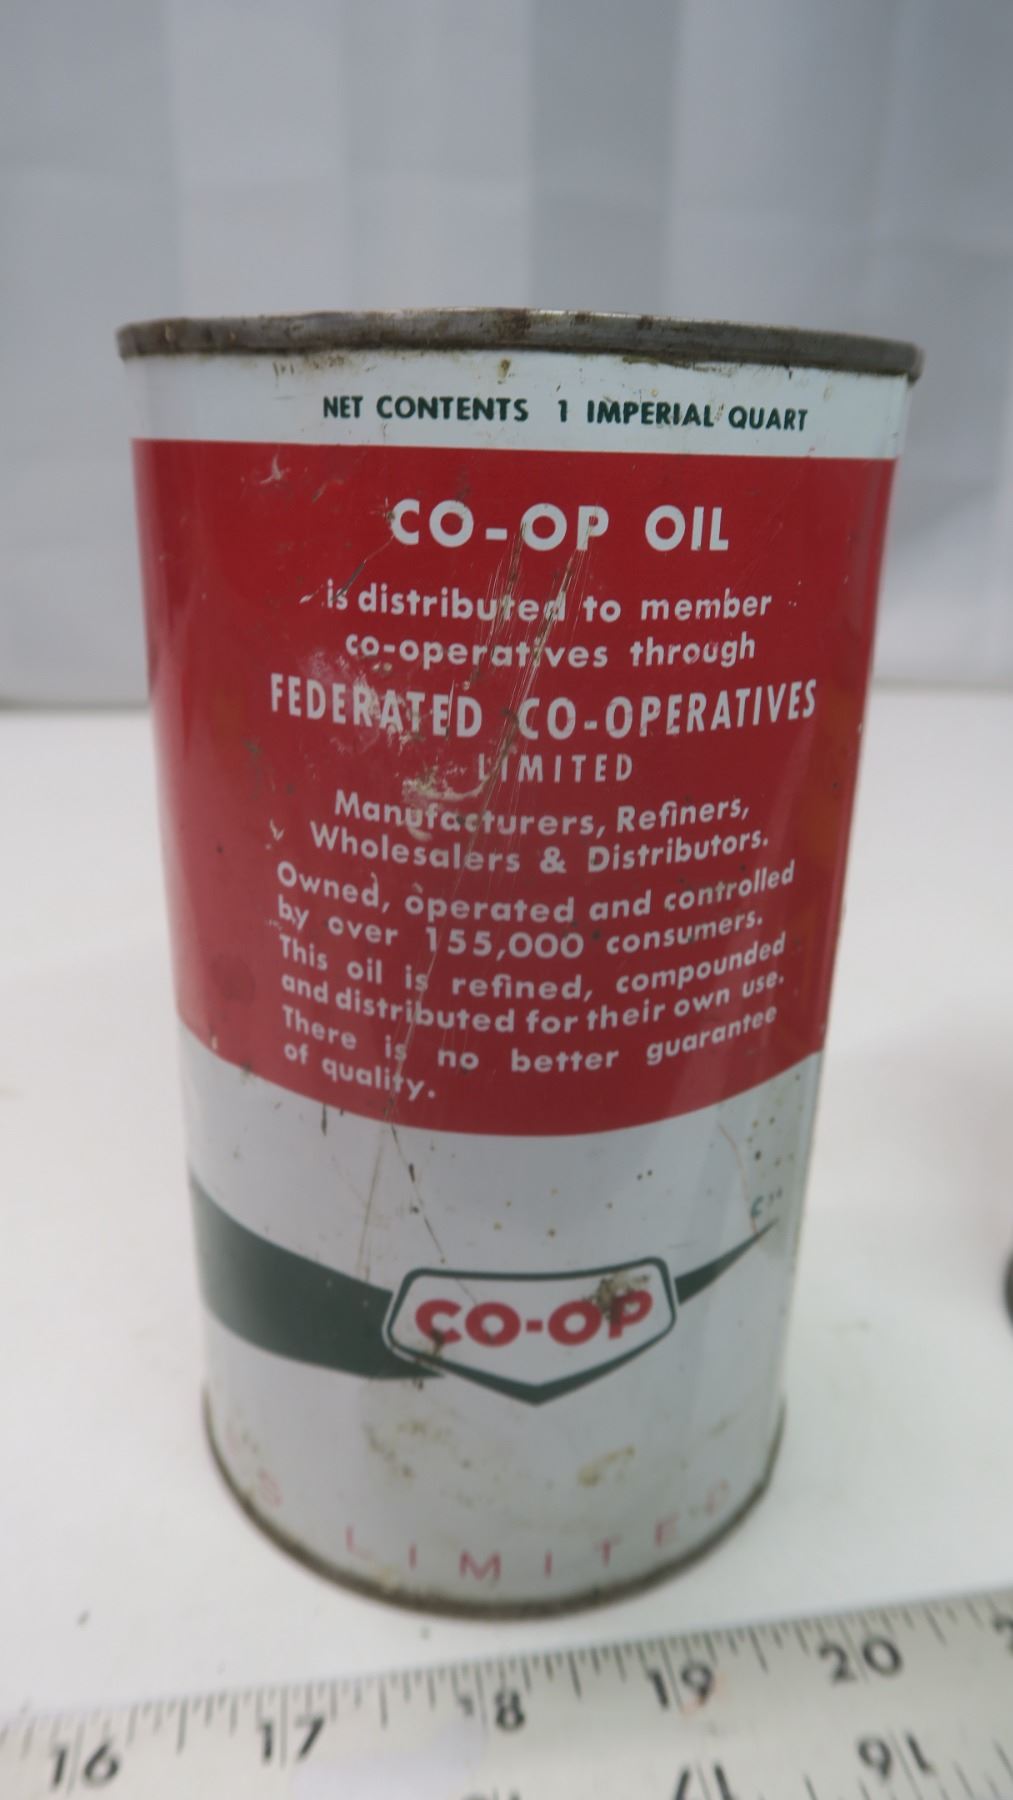 NET CONTENTS 1 IMPERIAL QUART
CO-OP OIL
is distributed to member
co-operatives through
FEDERATED CO-OPERATIVES
LIMITED
Manufacturers, Refiners,
Wholesalers & Distributors.
Owned, operated and controlled
by over 155,000 consumers.
This oil is refined, compounded
and distributed for their own use.
There is no better guarantee
of quality.
CO-OP
S LIMITED
16 17 18 19 20
17 16